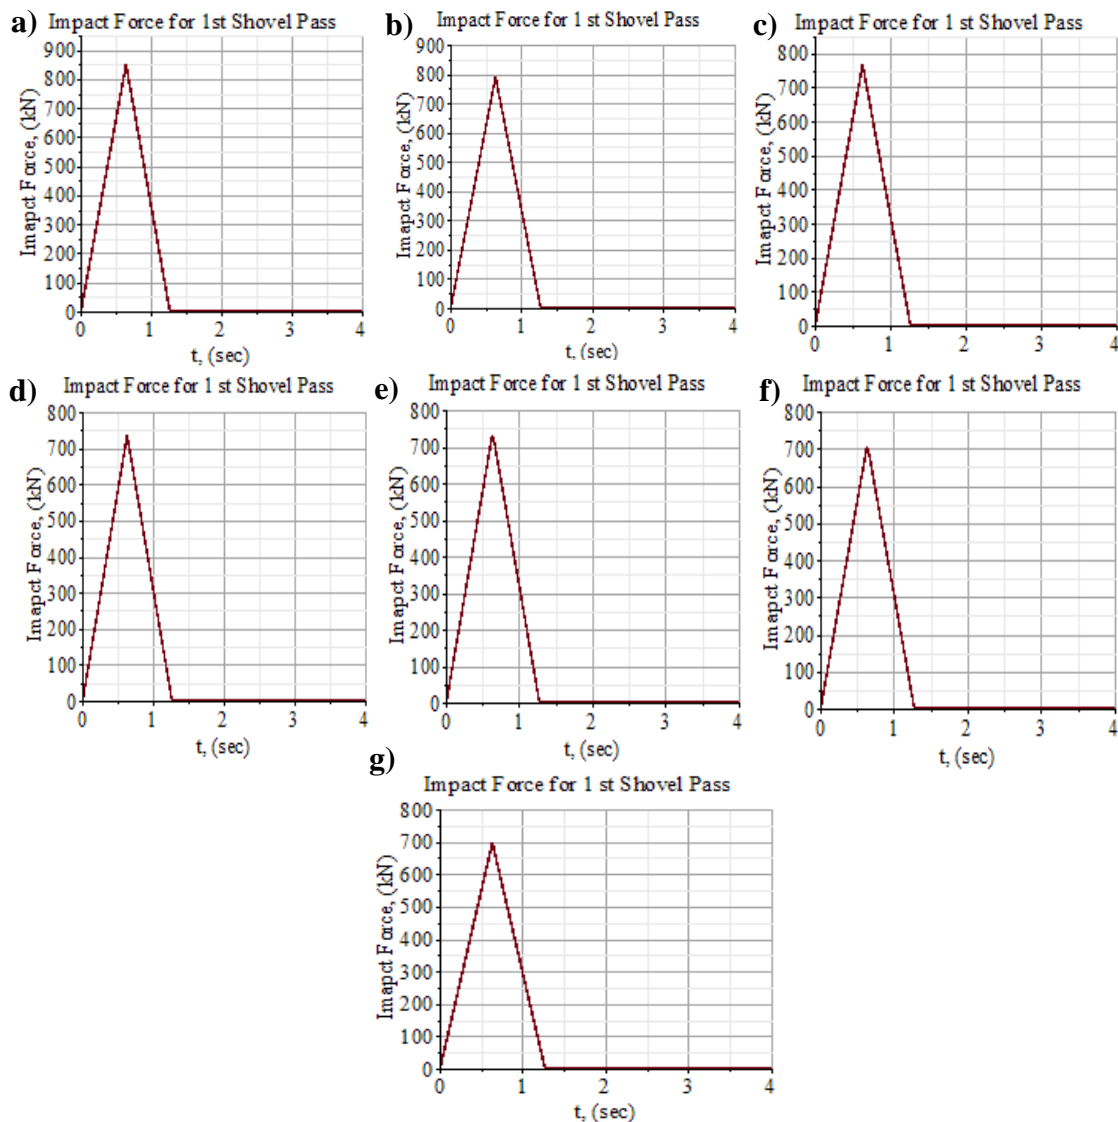 a)
Impact Force for 1st Shovel Pass
Imapct Force, (kN)
900
800
700
600
500
400
300
200
100
0
0 1 2 3 4
t, (sec)
b)
Impact Force for 1 st Shovel Pass
Imapct Force, (kN)
900
800
700
600
500
400
300
200
100
0
0 1 2 3 4
t, (sec)
c)
Impact Force for 1 st Shovel Pass
Imapct Force, (kN)
800
700
600
500
400
300
200
100
0
0 1 2 3 4
t, (sec)
d)
Impact Force for 1 st Shovel Pass
Imapct Force, (kN)
800
700
600
500
400
300
200
100
0
0 1 2 3 4
t, (sec)
e)
Impact Force for 1 st Shovel Pass
Imapct Force, (kN)
800
700
600
500
400
300
200
100
0
0 1 2 3 4
t, (sec)
f)
Impact Force for 1 st Shovel Pass
Imapct Force, (kN)
800
700
600
500
400
300
200
100
0
0 1 2 3 4
t, (sec)
g)
Impact Force for 1 st Shovel Pass
Imapct Force, (kN)
800
700
600
500
400
300
200
100
0
0 1 2 3 4
t, (sec)